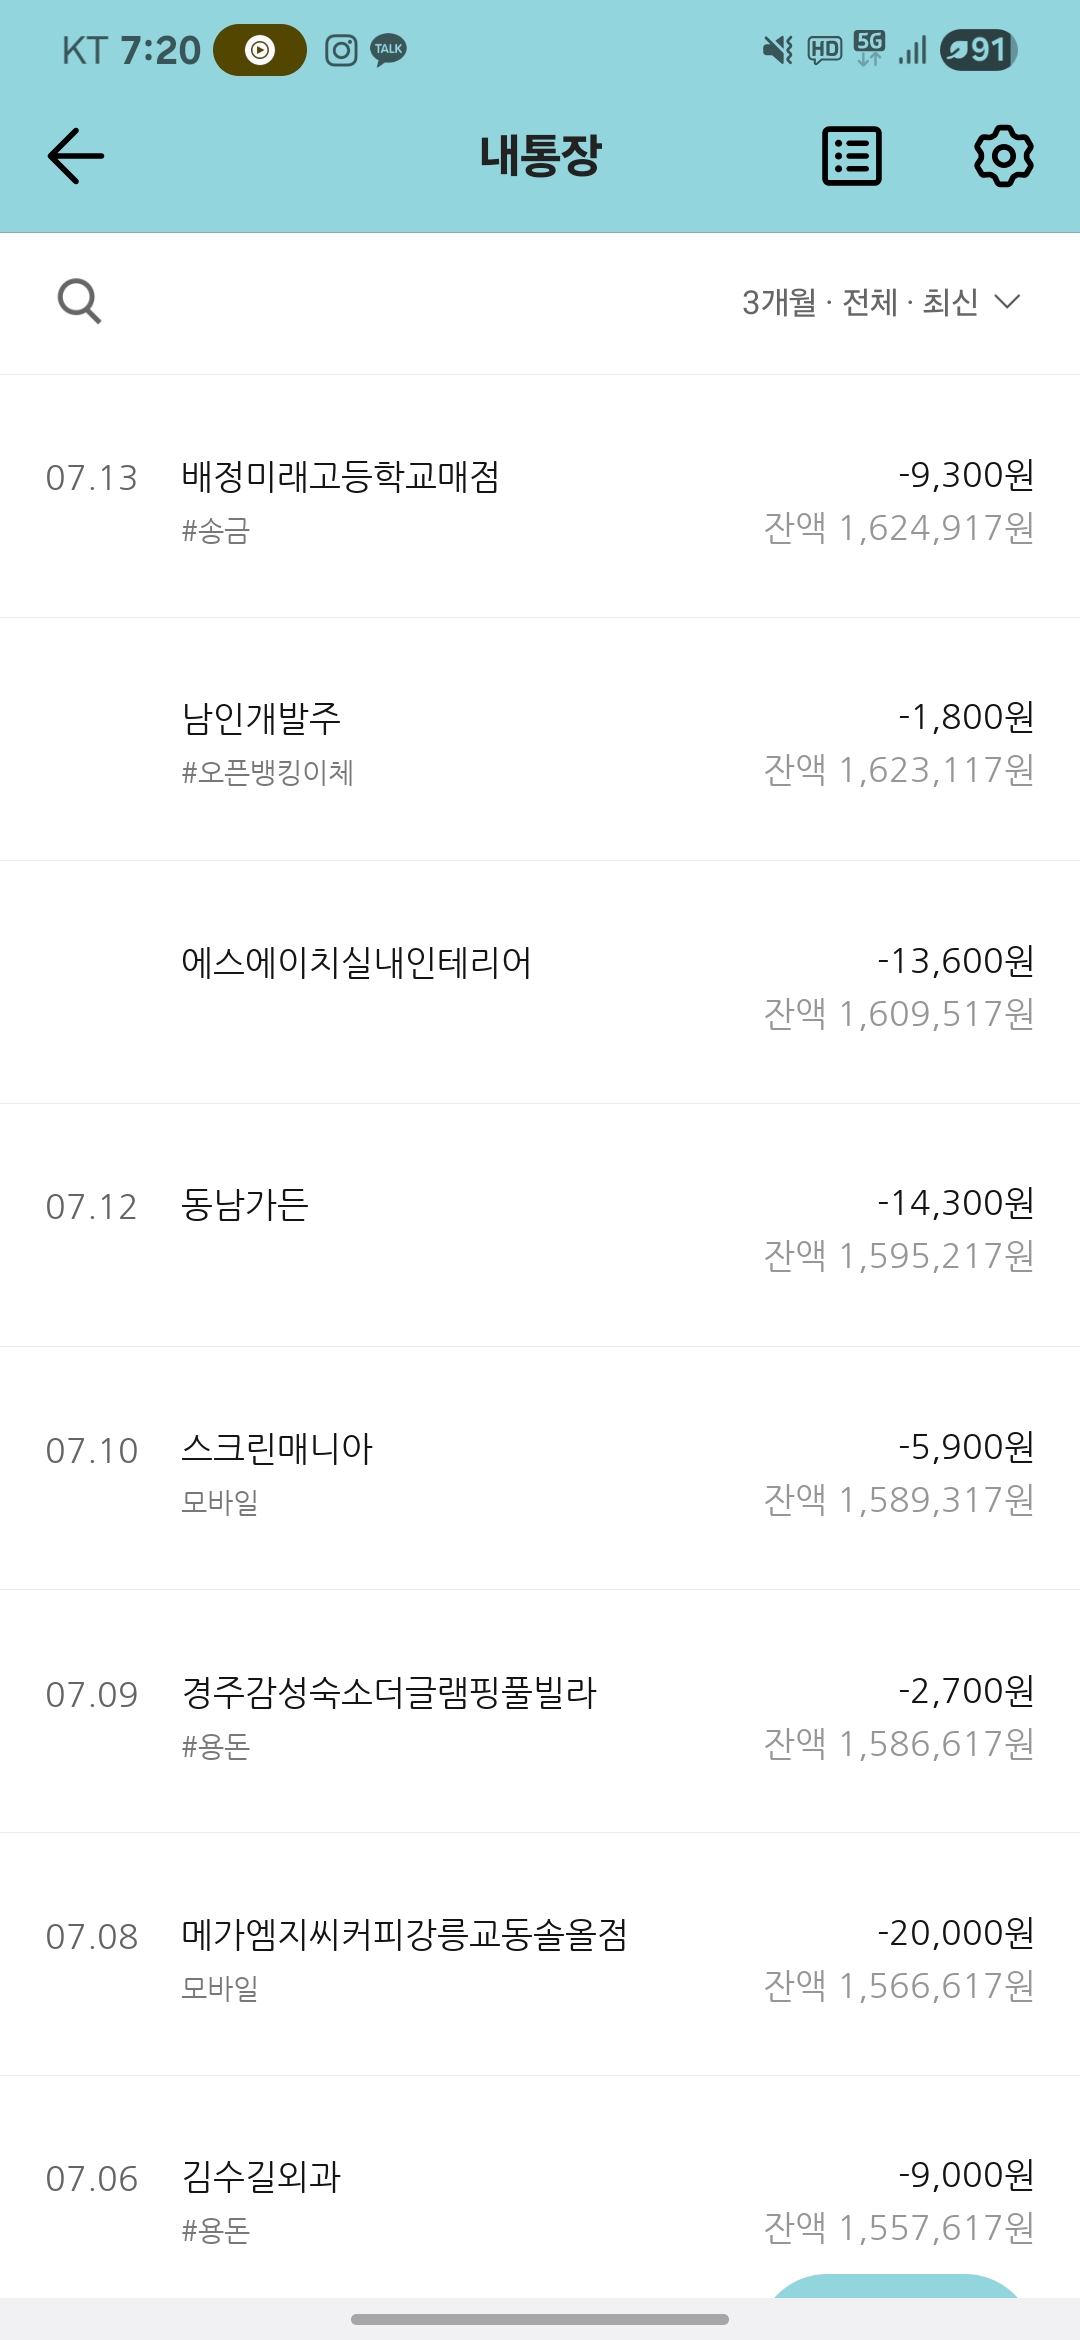 KT 7:20 TALK HD 5G 91
내통장
3개월 · 전체 · 최신
07.13 배정미래고등학교매점 -9,300원
#송금 잔액 1,624,917원
남인개발주 -1,800원
#오픈뱅킹이체 잔액 1,623,117원
에스에이치실내인테리어 -13,600원
잔액 1,609,517원
07.12 동남가든 -14,300원
잔액 1,595,217원
07.10 스크린매니아 -5,900원
모바일 잔액 1,589,317원
07.09 경주감성숙소더글램핑풀빌라 -2,700원
#용돈 잔액 1,586,617원
07.08 메가엠지씨커피강릉교동솔올점 -20,000원
모바일 잔액 1,566,617원
07.06 김수길외과 -9,000원
#용돈 잔액 1,557,617원